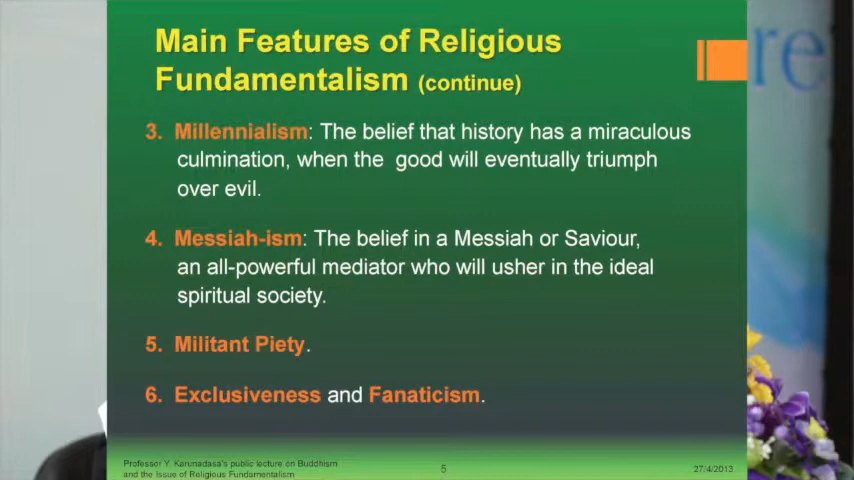 Main Features of Religious
Fundamentalism (continue)
3. Millennialism: The belief that history has a miraculous
culmination, when the good will eventually triumph
over evil.
4. Messiah-ism: The belief in a Messiah or Saviour,
an all-powerful mediator who will usher in the ideal
spiritual society.
5. Militant Piety.
6. Exclusiveness and Fanaticism.
Professor Y. Karunadasa's public lecture on Buddhism
and the Issue of Religious Fundamentalism
5
27/4/2013
re